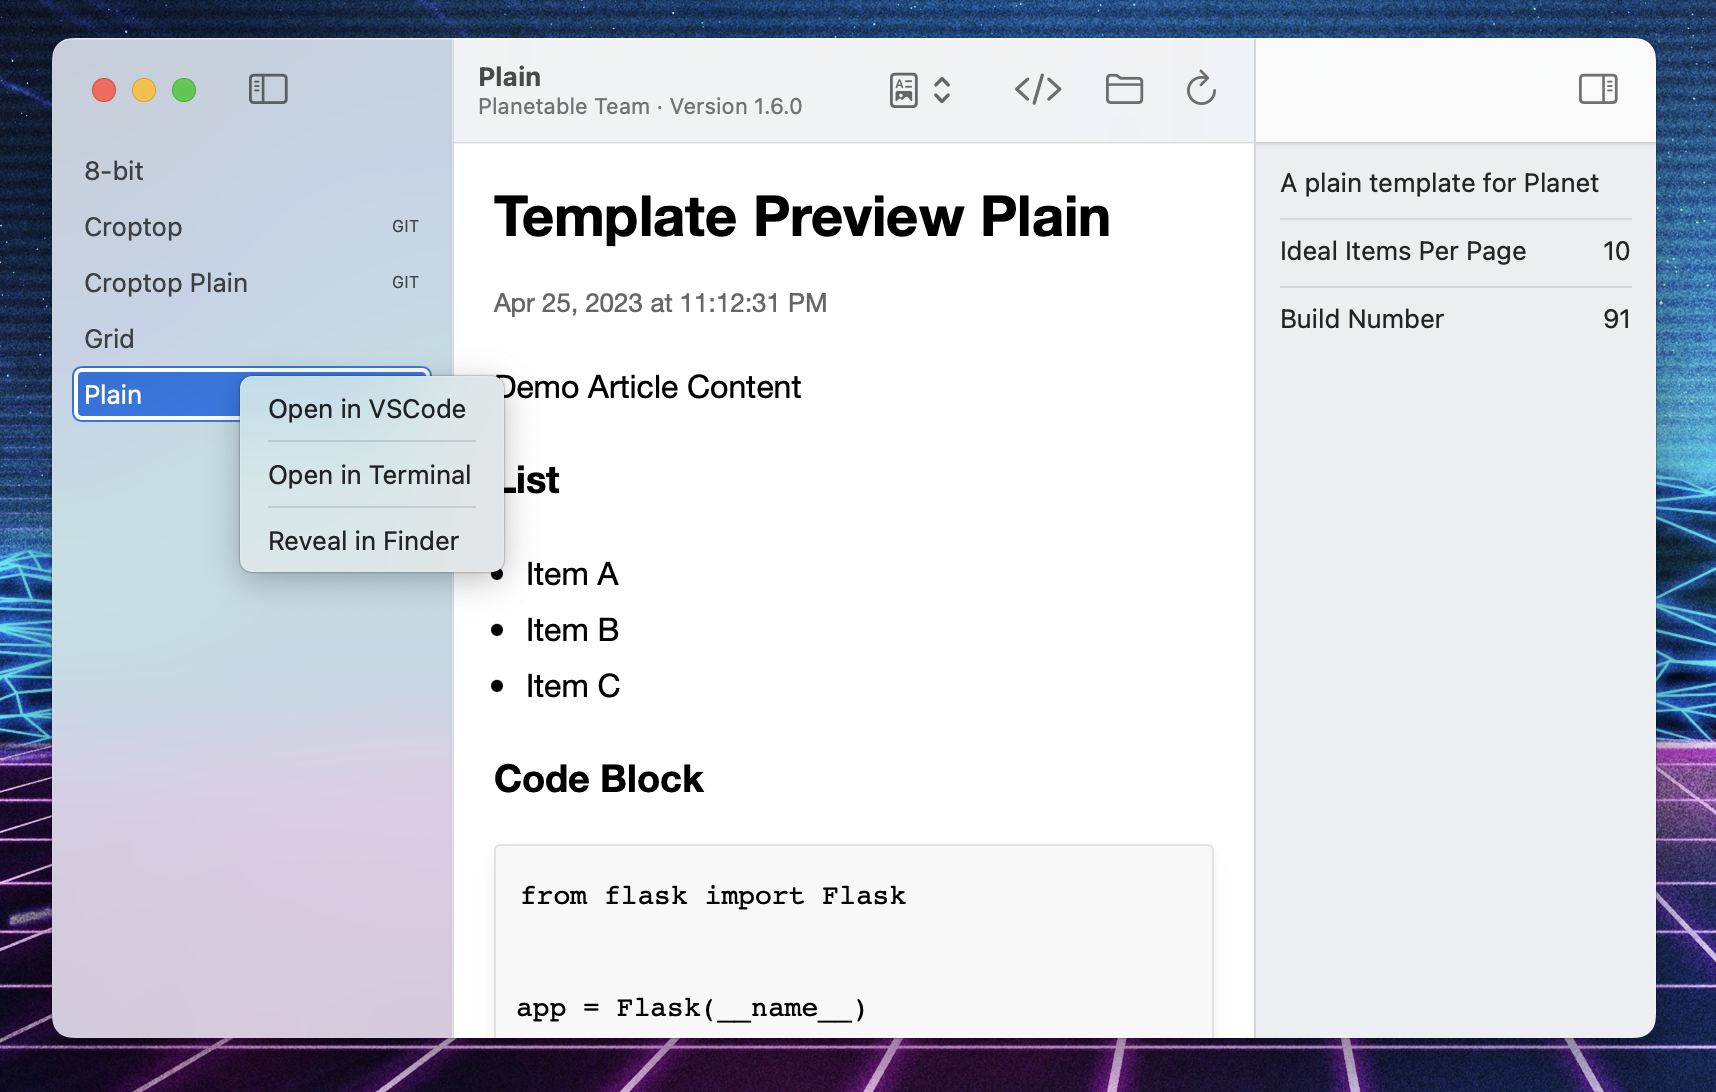 8-bit
Croptop GIT
Croptop Plain GIT
Grid
Plain
Open in VSCode
Open in Terminal
Reveal in Finder
Plain
Planetable Team · Version 1.6.0
Template Preview Plain
Apr 25, 2023 at 11:12:31 PM
Demo Article Content
List
• Item A
• Item B
• Item C
Code Block
from flask import Flask
app = Flask(__name__)
A plain template for Planet
Ideal Items Per Page 10
Build Number 91